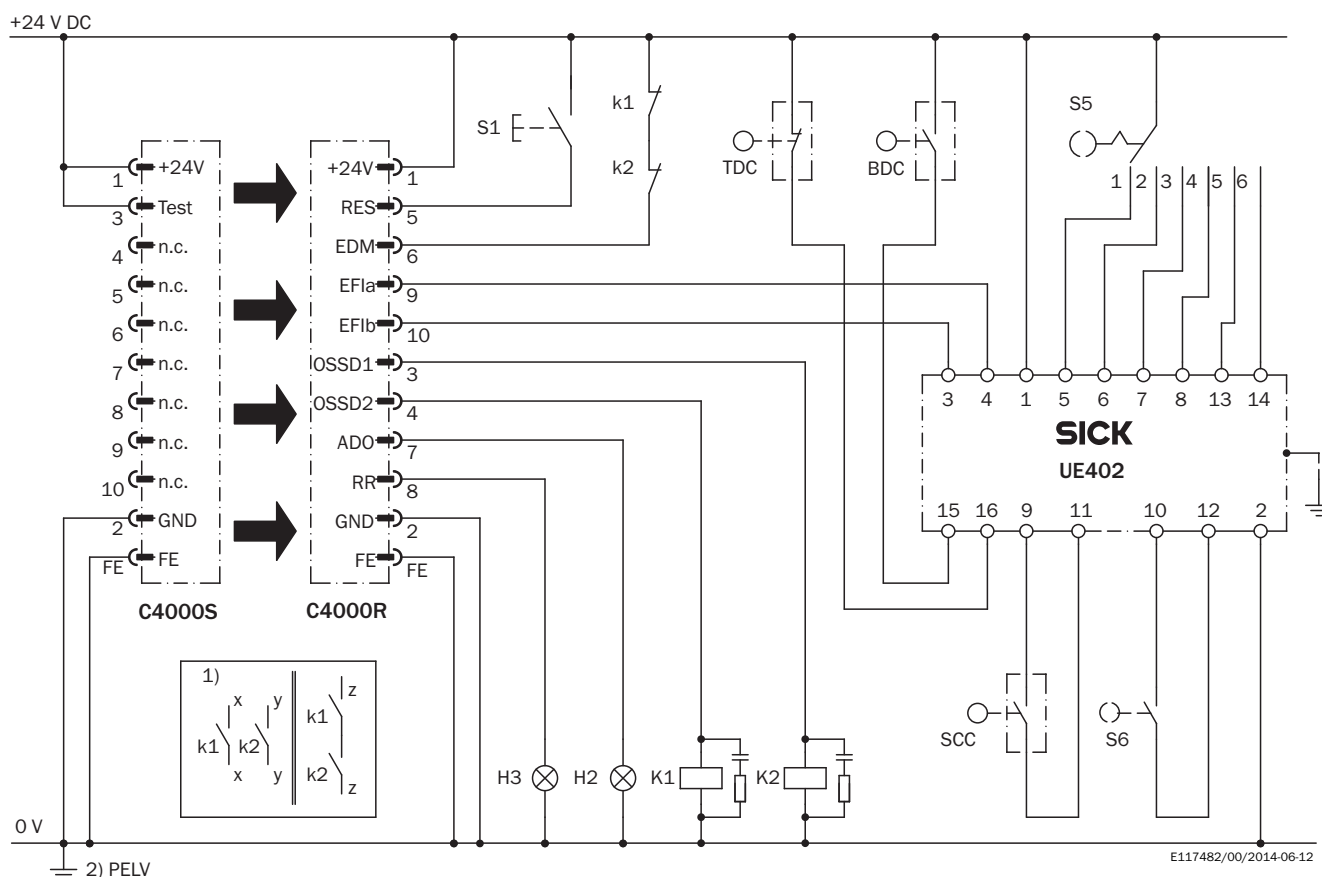 +24 V DC
S1
k1
k2
TDC
BDC
S5
1 2 3 4 5 6
+24V
1
Test
3
n.c.
4
n.c.
5
n.c.
6
n.c.
7
n.c.
8
n.c.
9
n.c.
10
GND
2
FE
FE
C4000S
+24V
1
RES
5
EDM
6
EFIa
9
EFIb
10
OSSD1
3
OSSD2
4
ADO
7
RR
8
GND
2
FE
FE
C4000R
3 4 1 5 6 7 8 13 14
SICK
UE402
15 16 9 11 10 12 2
SCC
S6
1)
x y z
k1 k2 k1
x y k2 z
H3 H2 K1 K2
0 V
2) PELV
E117482/00/2014-06-12